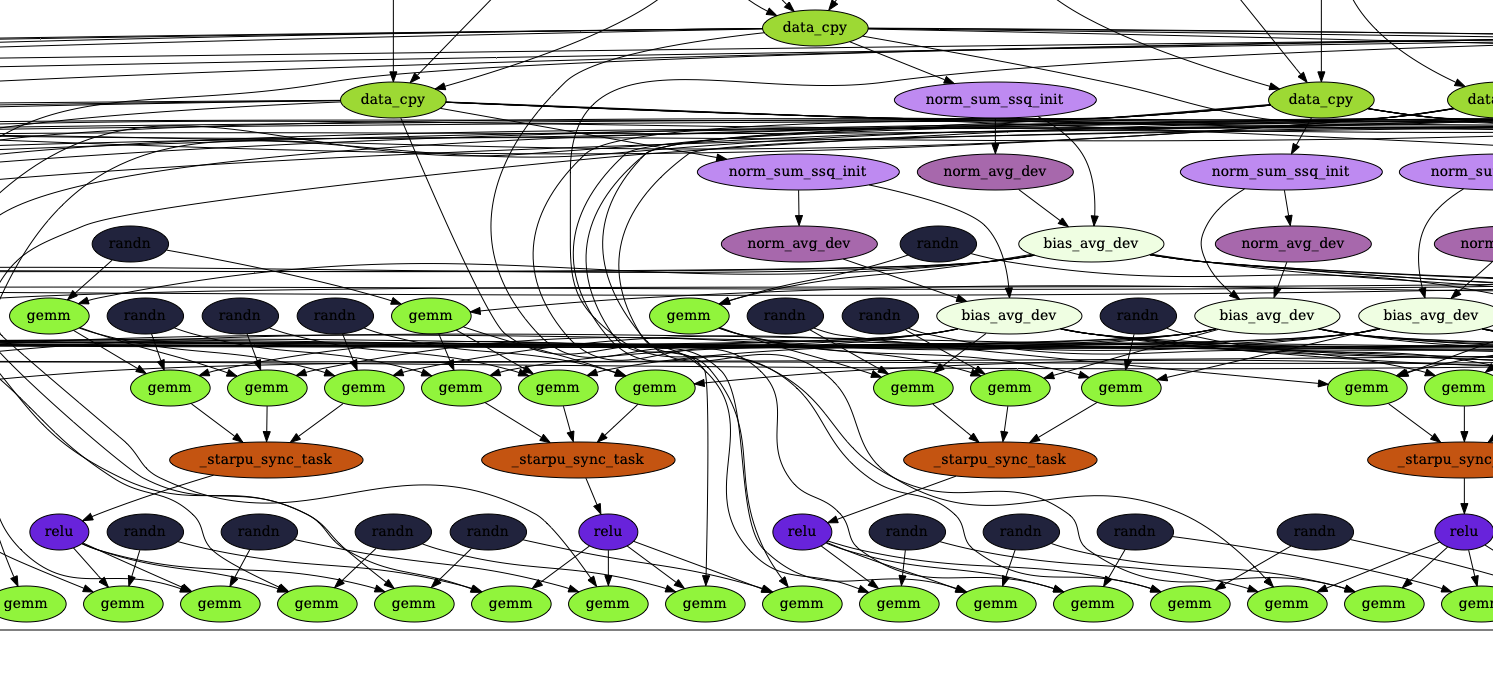 data_cpy
data_cpy norm_sum_ssq_init data_cpy data
norm_sum_ssq_init norm_avg_dev norm_sum_ssq_init norm_su
randn norm_avg_dev randn bias_avg_dev norm_avg_dev norm
gemm randn randn randn gemm gemm randn randn bias_avg_dev randn bias_avg_dev bias_avg_dev
gemm gemm gemm gemm gemm gemm gemm gemm gemm gemm gemm
_starpu_sync_task _starpu_sync_task _starpu_sync_task _starpu_sync
relu randn randn randn randn relu relu randn randn randn randn relu
gemm gemm gemm gemm gemm gemm gemm gemm gemm gemm gemm gemm gemm gemm gemm gemm